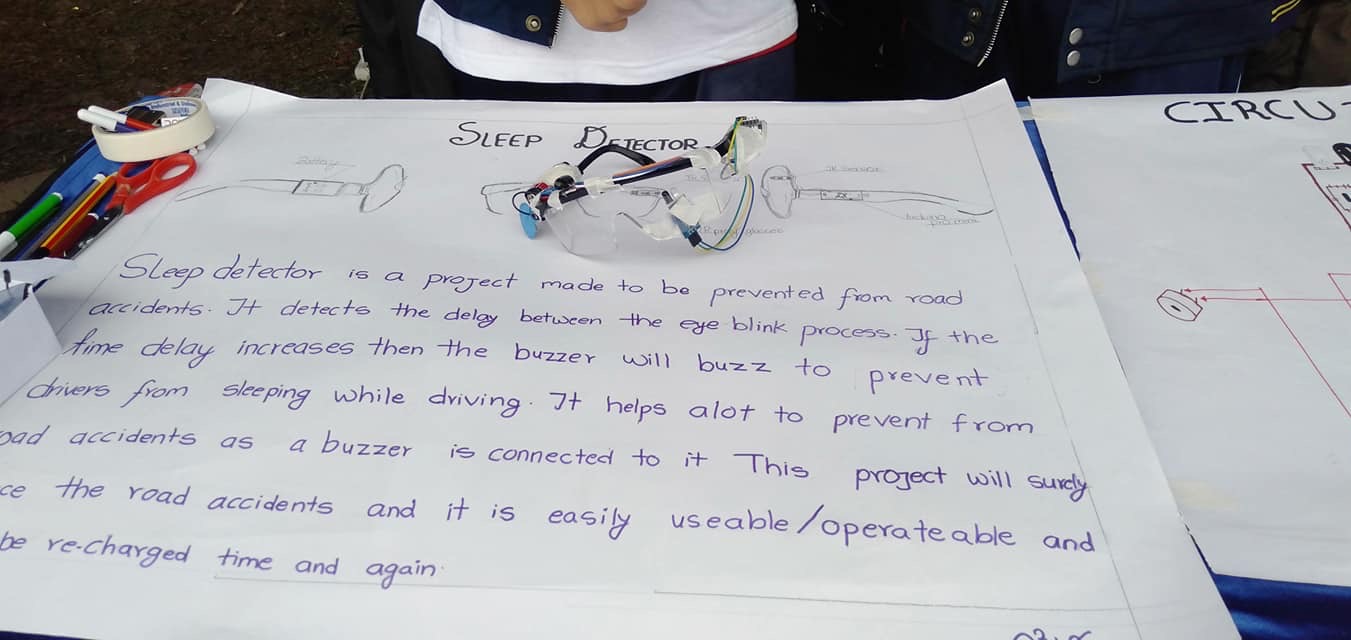 SLEEP DETECTOR
CIRCU
Battery
Sleep detector is a project made to be prevented from road
accidents. It detects the delay between the eye blink process. If the
time delay increases then the buzzer will buzz to prevent
drivers from sleeping while driving. It helps alot to prevent from
oad accidents as a buzzer is connected to it This project will surely
ce the road accidents and it is easily useable/operateable and
be re-charged time and again.